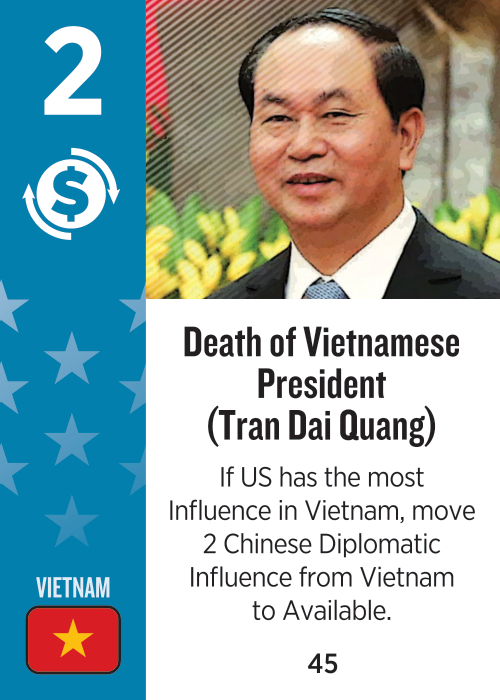 2
$
Death of Vietnamese
President
(Tran Dai Quang)
If US has the most
Influence in Vietnam, move
2 Chinese Diplomatic
Influence from Vietnam
to Available.
VIETNAM
45